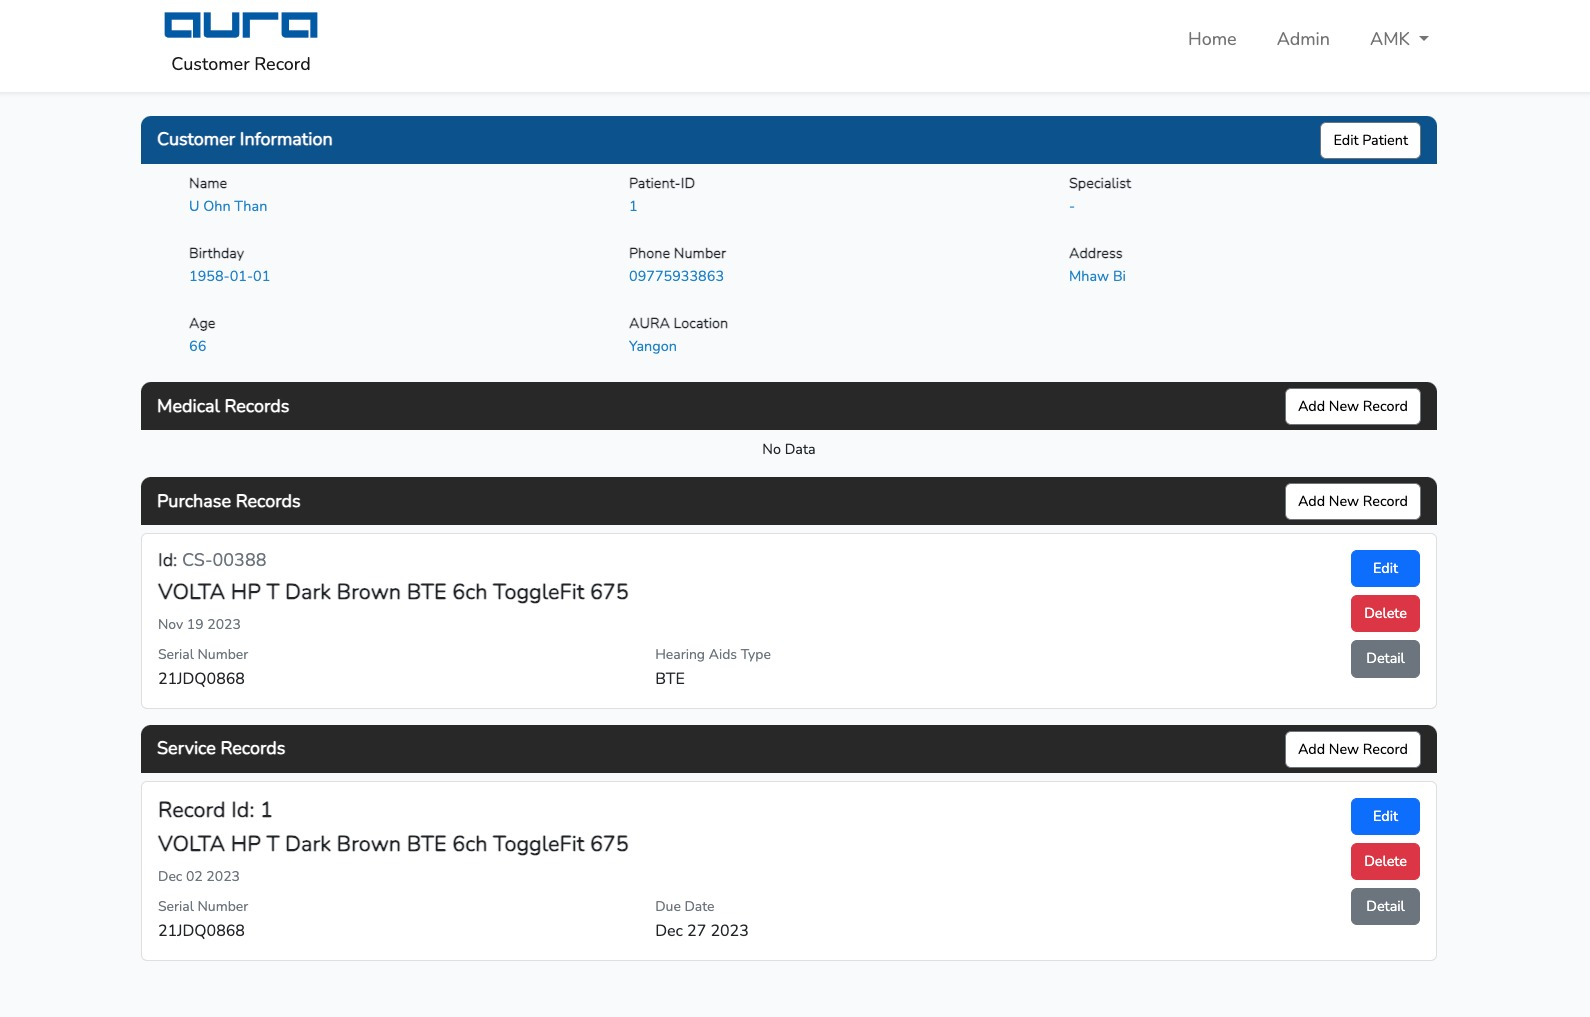 aura
Customer Record
Home Admin AMK
Customer Information Edit Patient
Name Patient-ID Specialist
U Ohn Than 1 -
Birthday Phone Number Address
1958-01-01 09775933863 Mhaw Bi
Age AURA Location
66 Yangon
Medical Records Add New Record
No Data
Purchase Records Add New Record
Id: CS-00388
Edit
VOLTA HP T Dark Brown BTE 6ch ToggleFit 675
Delete
Nov 19 2023
Serial Number Hearing Aids Type
Detail
21JDQ0868 BTE
Service Records Add New Record
Record Id: 1
Edit
VOLTA HP T Dark Brown BTE 6ch ToggleFit 675
Delete
Dec 02 2023
Serial Number Due Date
Detail
21JDQ0868 Dec 27 2023